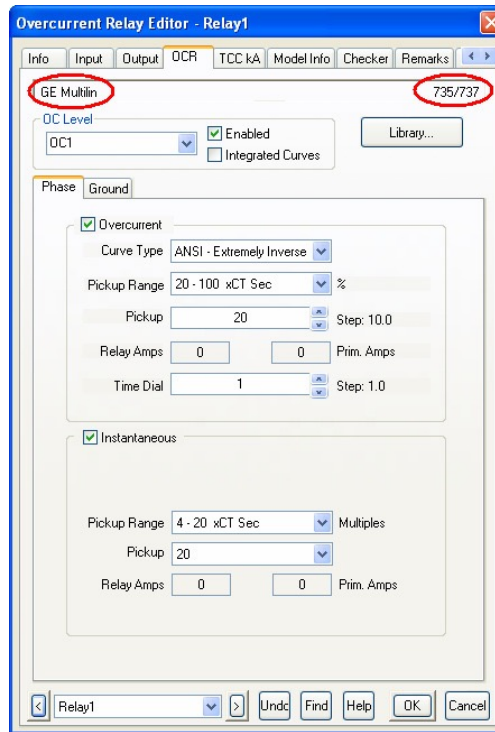 Overcurrent Relay Editor - Relay1
Info Input Output OCR TCC kA Model Info Checker Remarks
GE Multilin 735/737
OC Level
OC1
Enabled
Integrated Curves
Library...
Phase Ground
Overcurrent
Curve Type ANSI - Extremely Inverse
Pickup Range 20 - 100 xCT Sec %
Pickup 20 Step: 10.0
Relay Amps 0 0 Prim. Amps
Time Dial 1 Step: 1.0
Instantaneous
Pickup Range 4 - 20 xCT Sec Multiples
Pickup 20
Relay Amps 0 0 Prim. Amps
< Relay1 > Undo Find Help OK Cancel